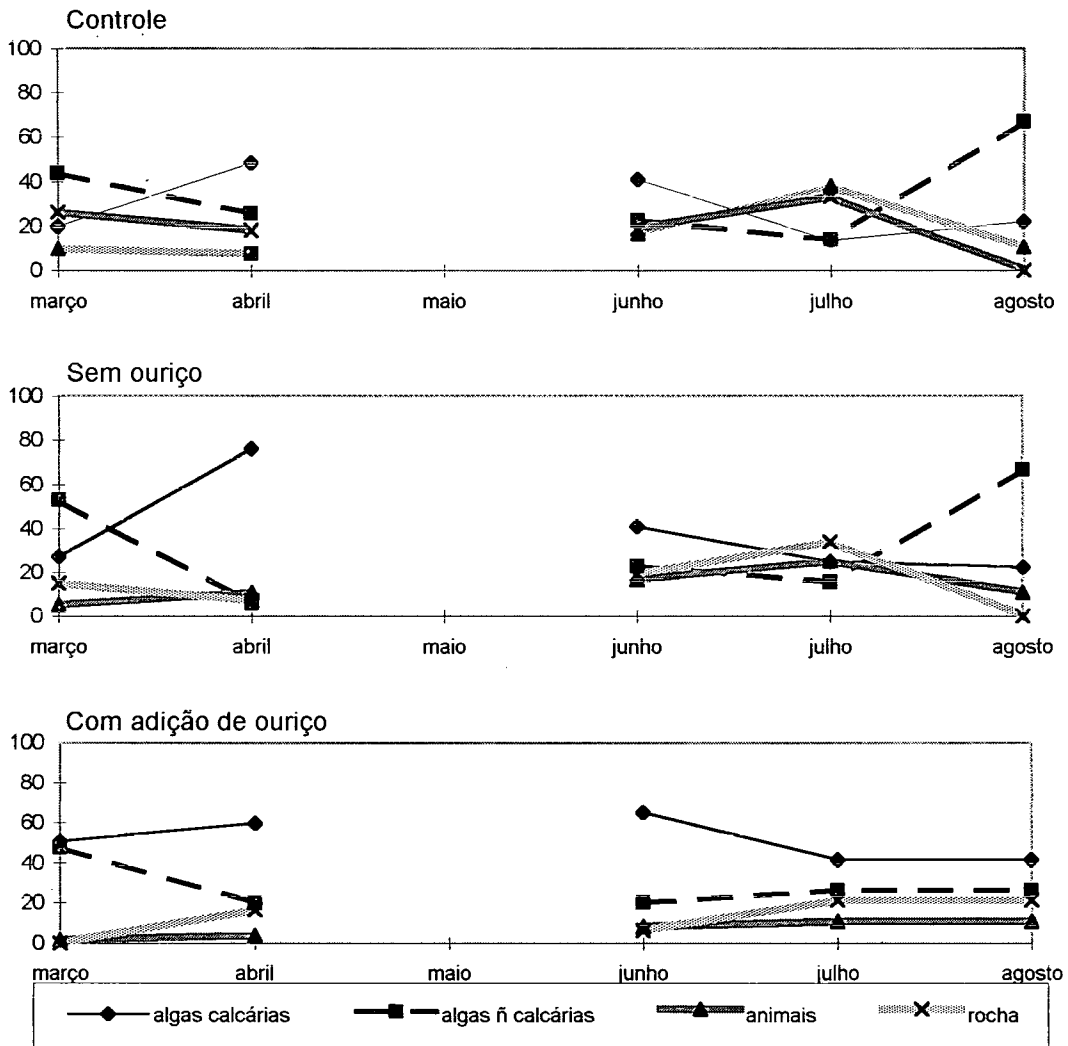 Controle
100
80
60
40
20
0
março abril maio junho julho agosto
Sem ouriço
100
80
60
40
20
0
março abril maio junho julho agosto
Com adição de ouriço
100
80
60
40
20
0
março abril maio junho julho agosto
algas calcárias algas ñ calcárias animais rocha